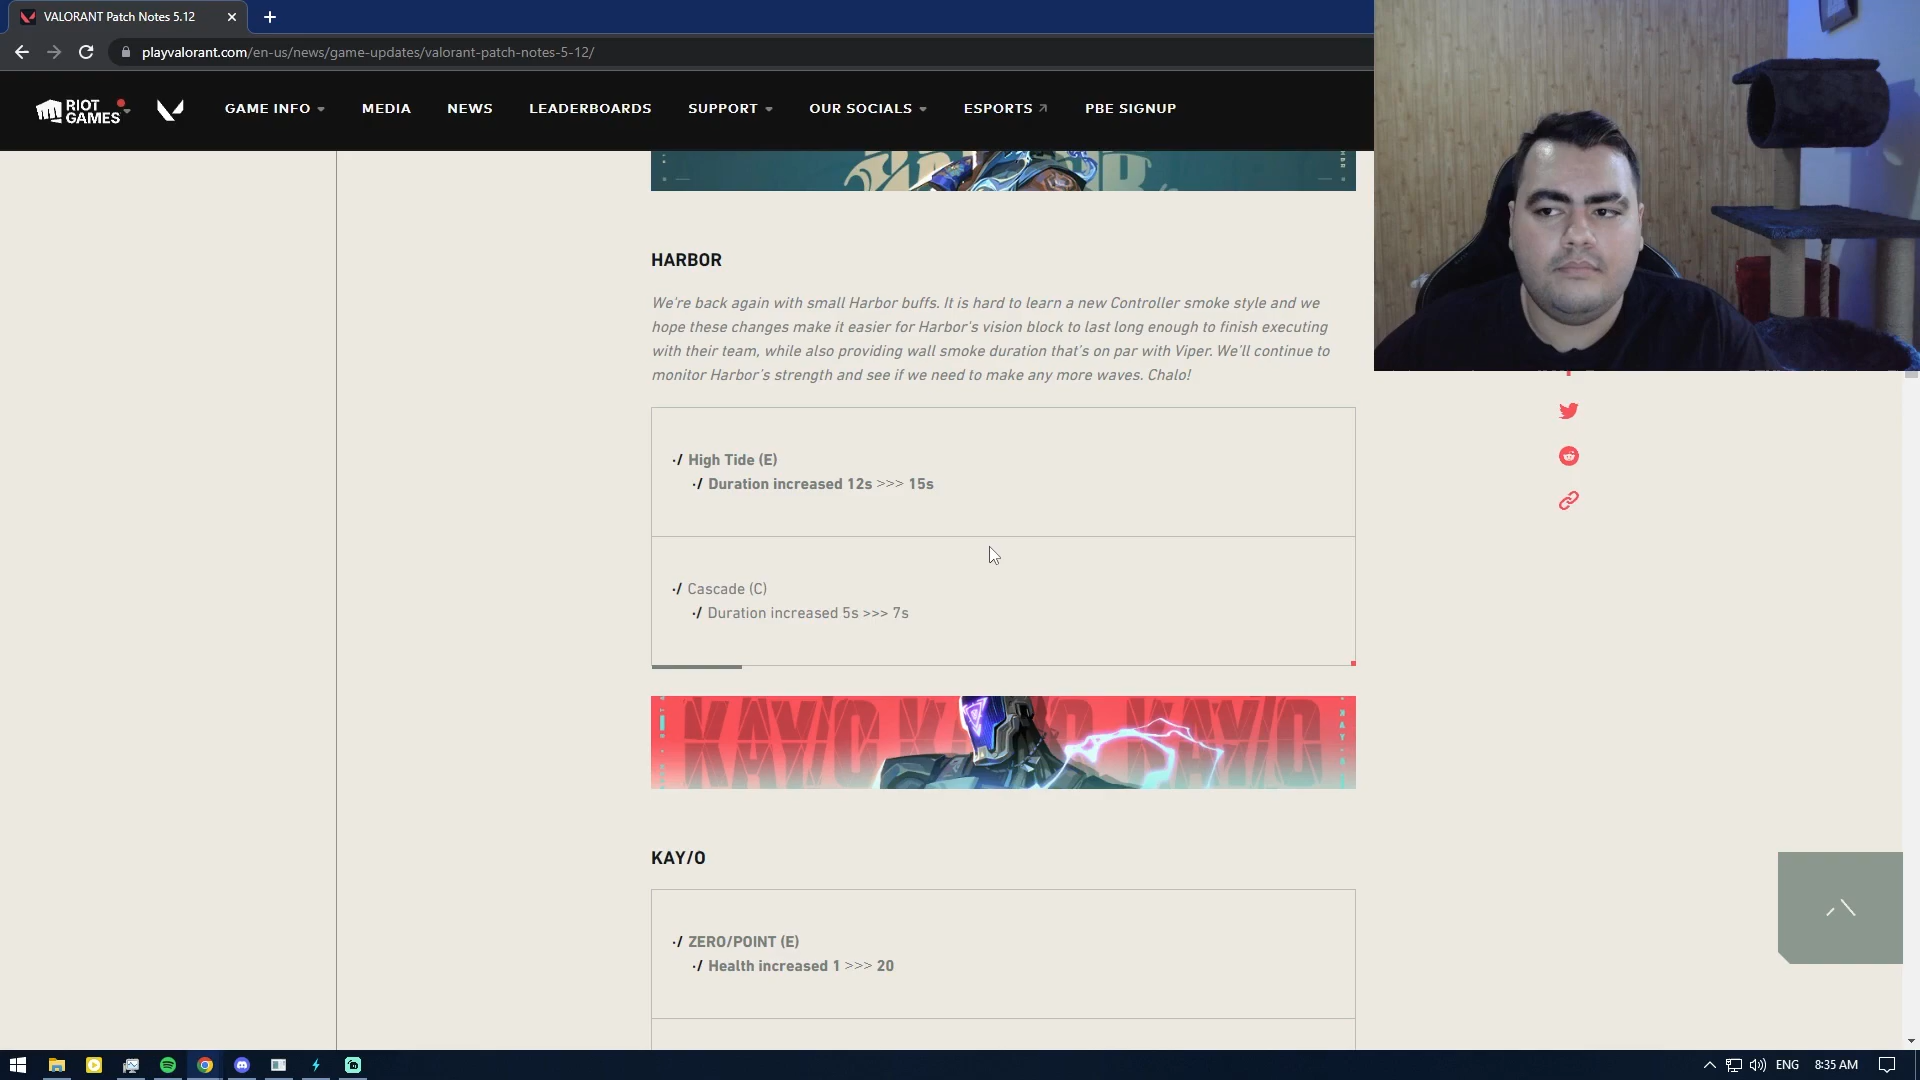 VALORANT Patch Notes 5.12
playvalorant.com/en-us/news/game-updates/valorant-patch-notes-5-12/
RIOT GAMES
GAME INFO MEDIA NEWS LEADERBOARDS SUPPORT OUR SOCIALS ESPORTS PBE SIGNUP
HARBOR
We're back again with small Harbor buffs. It is hard to learn a new Controller smoke style and we
hope these changes make it easier for Harbor's vision block to last long enough to finish executing
with their team, while also providing wall smoke duration that's on par with Viper. We'll continue to
monitor Harbor's strength and see if we need to make any more waves. Chalo!
High Tide (E)
Duration increased 12s >>> 15s
Cascade (C)
Duration increased 5s >>> 7s
KAY/O KAY/O KAY/O
KAY/O
ZERO/POINT (E)
Health increased 1 >>> 20
ENG 8:35 AM